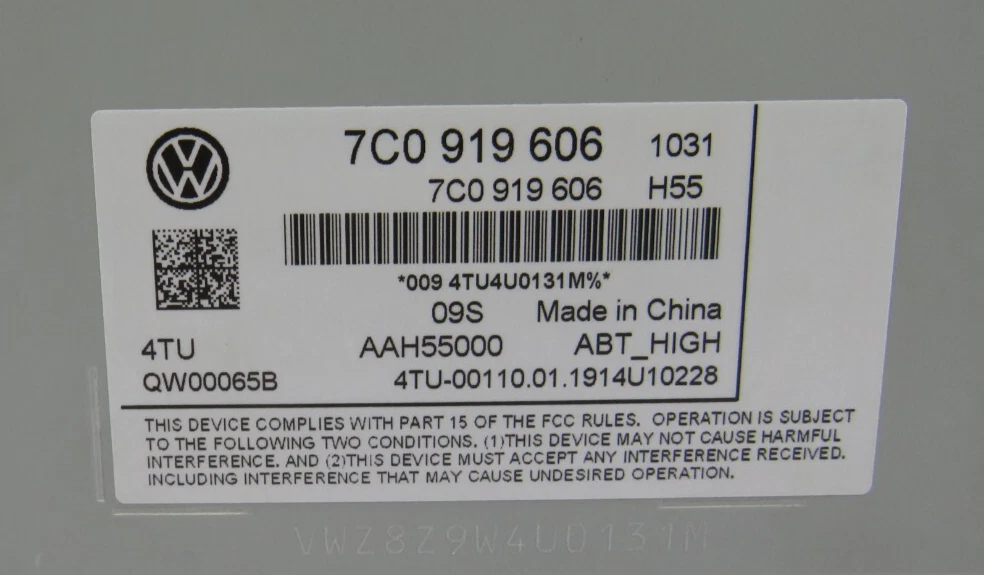 7C0 919 606 1031
7C0 919 606 H55
*009 4TU4U0131M%*
09S Made in China
4TU AAH55000 ABT_HIGH
QW00065B 4TU-00110.01.1914U10228
THIS DEVICE COMPLIES WITH PART 15 OF THE FCC RULES. OPERATION IS SUBJECT
TO THE FOLLOWING TWO CONDITIONS. (1)THIS DEVICE MAY NOT CAUSE HARMFUL
INTERFERENCE. AND (2)THIS DEVICE MUST ACCEPT ANY INTERFERENCE RECEIVED.
INCLUDING INTERFERENCE THAT MAY CAUSE UNDESIRED OPERATION.
VWZ8Z9W4U0131M